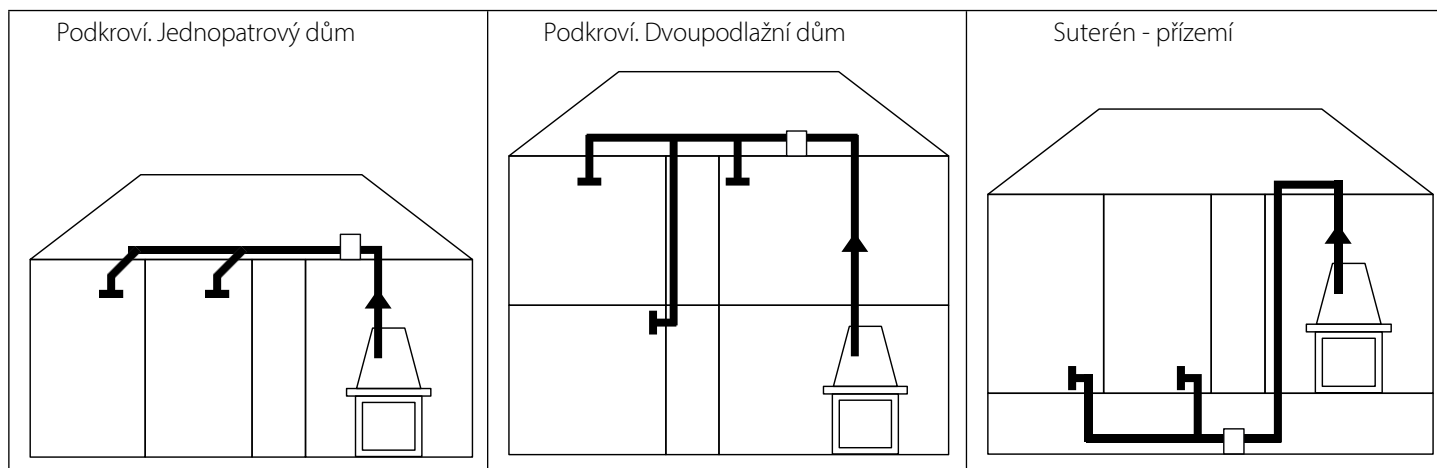 Podkroví. Jednopatrový dům
Podkroví. Dvoupodlažní dům
Suterén - přízemí